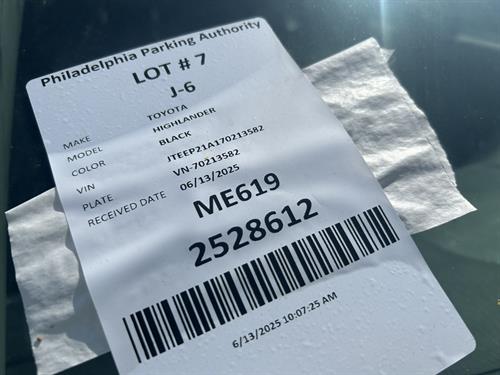 Philadelphia Parking Authority
LOT # 7
J-6
MAKE TOYOTA
MODEL HIGHLANDER
COLOR BLACK
VIN JTEEP21A170213582
PLATE VN-70213582
RECEIVED DATE 06/13/2025
ME619
2528612
6/13/2025 10:07:25 AM